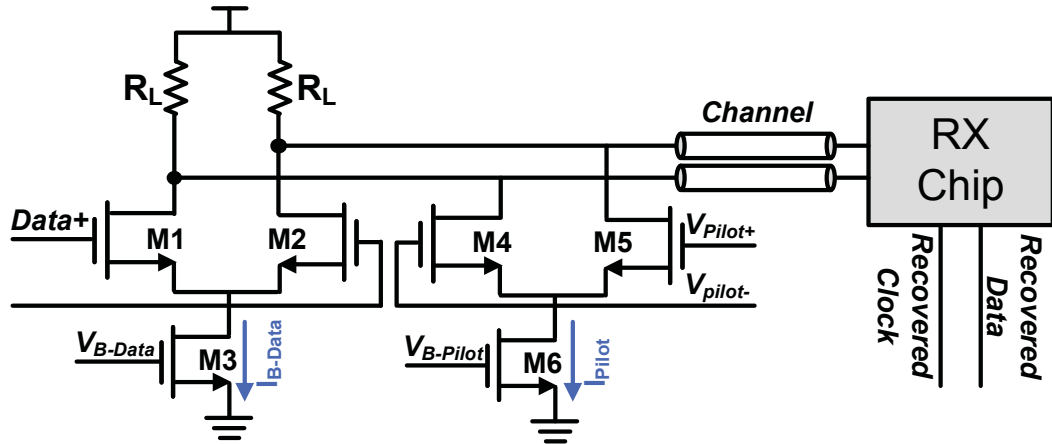 R_L
R_L
Channel
RX
Chip
Data+
M1
M2
M4
M5
V_Pilot+
V_pilot-
V_B-Data
M3
I_B-Data
V_B-Pilot
M6
I_Pilot
Recovered
Clock
Recovered
Data